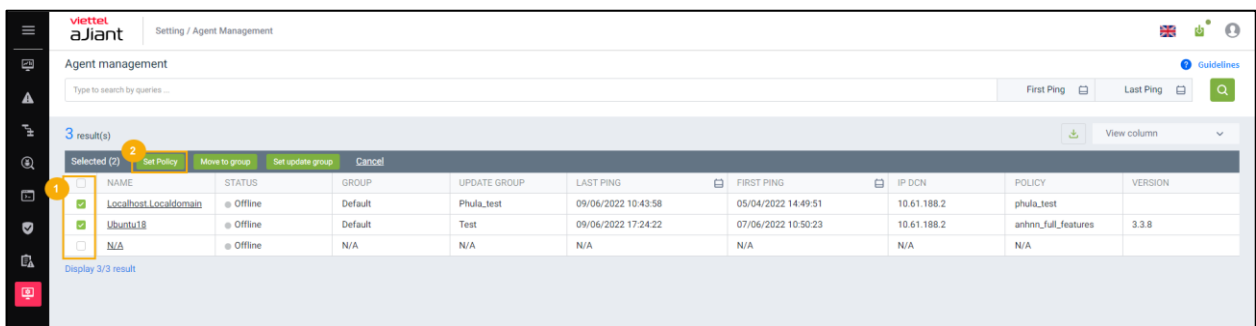 viettel
aJiant
Setting / Agent Management
Agent management
Guidelines
Type to search by queries ...
First Ping
Last Ping
3 result(s)
View column
2
Selected (2)
Set Policy
Move to group
Set update group
Cancel
1
NAME STATUS GROUP UPDATE GROUP LAST PING FIRST PING IP DCN POLICY VERSION
Localhost.Localdomain Offline Default Phula_test 09/06/2022 10:43:58 05/04/2022 14:49:51 10.61.188.2 phula_test
Ubuntu18 Offline Default Test 09/06/2022 17:24:22 07/06/2022 10:50:23 10.61.188.2 anhnn_full_features 3.3.8
N/A Offline N/A N/A N/A N/A N/A N/A
Display 3/3 result